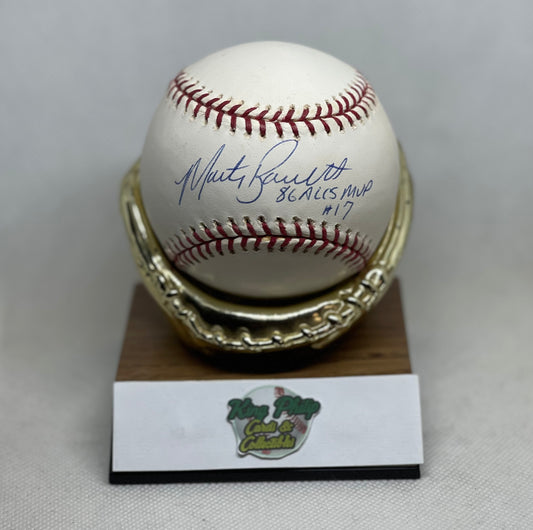 Marty Barrett
86 ALCS MVP
#17
King Philip
Cards &
Collectibles